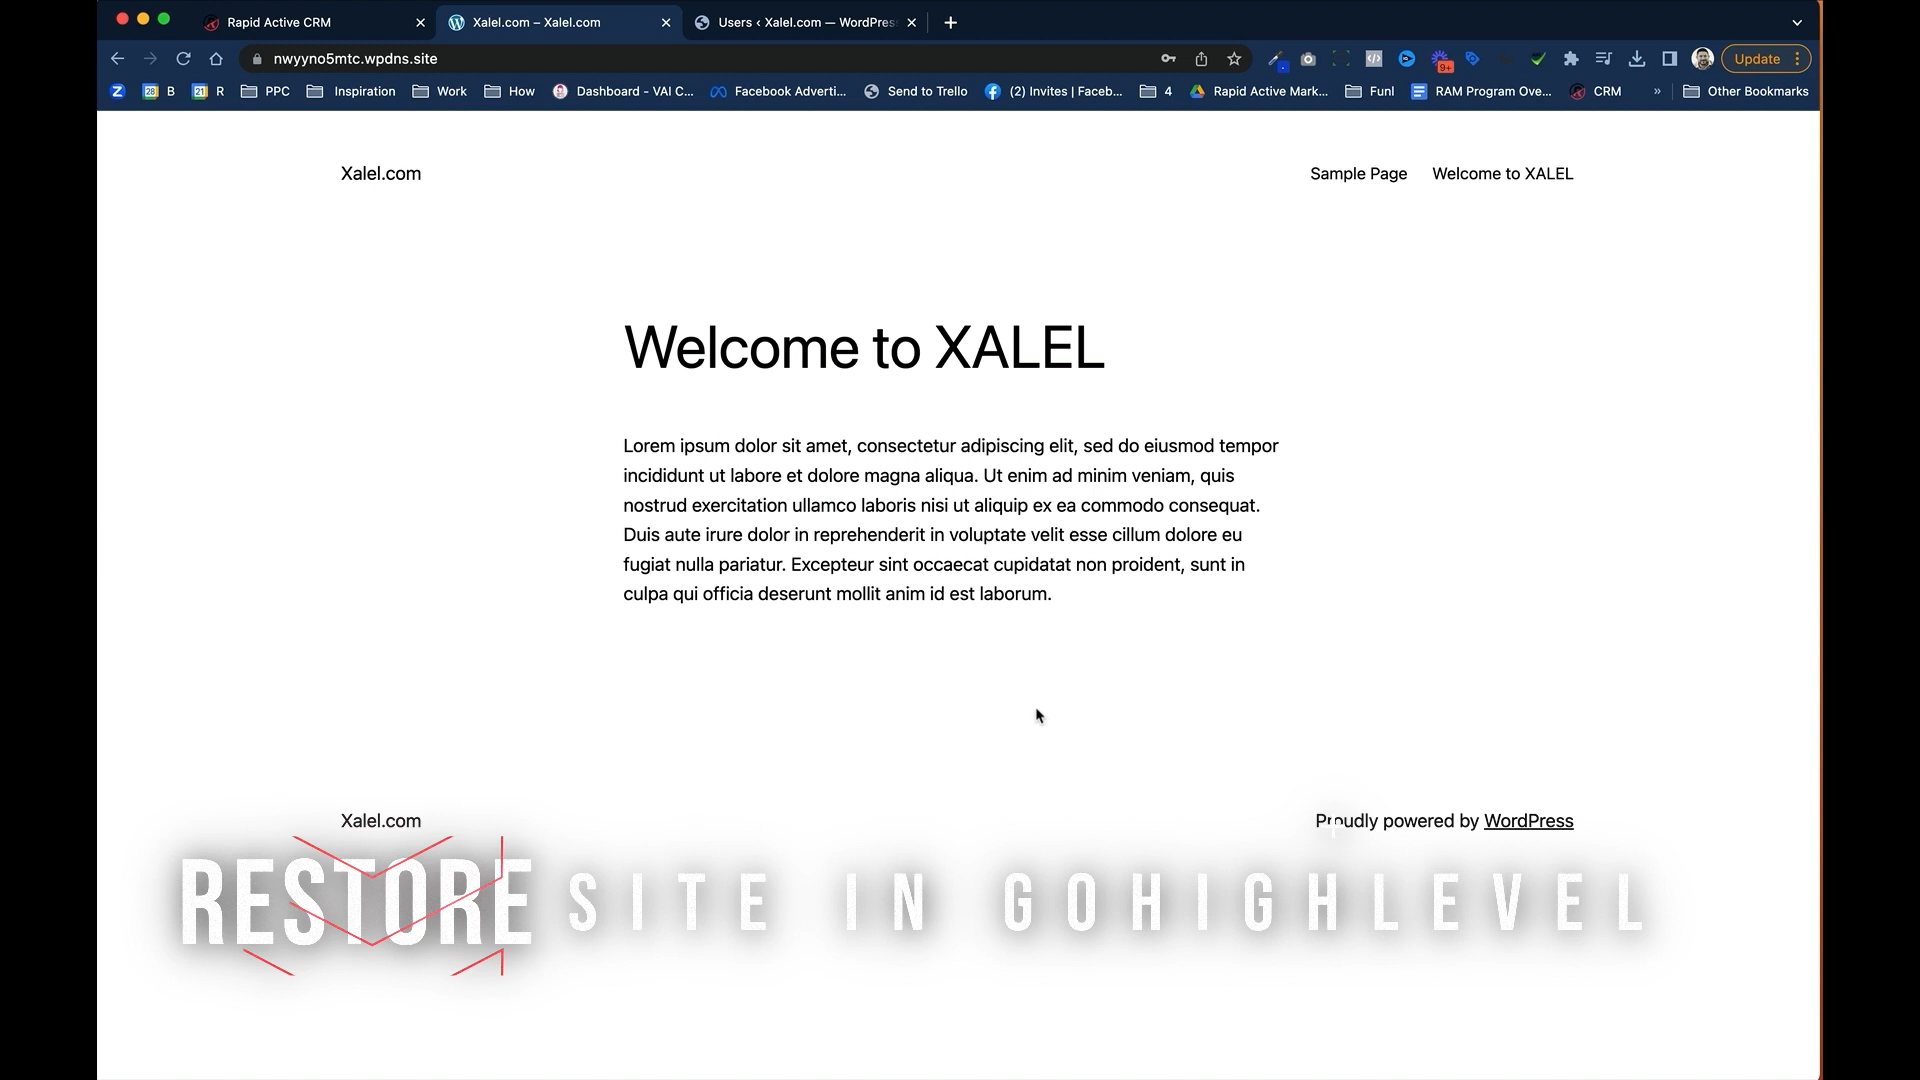 Rapid Active CRM
Xalel.com – Xalel.com
Users ‹ Xalel.com — WordPres
nwyyno5mtc.wpdns.site
9+
Update
28 B
21 R
PPC
Inspiration
Work
How
Dashboard - VAI C...
Facebook Adverti...
Send to Trello
(2) Invites | Faceb...
4
Rapid Active Mark...
Funl
RAM Program Ove...
CRM
»
Other Bookmarks
Xalel.com
Sample Page
Welcome to XALEL
Welcome to XALEL
Lorem ipsum dolor sit amet, consectetur adipiscing elit, sed do eiusmod tempor
incididunt ut labore et dolore magna aliqua. Ut enim ad minim veniam, quis
nostrud exercitation ullamco laboris nisi ut aliquip ex ea commodo consequat.
Duis aute irure dolor in reprehenderit in voluptate velit esse cillum dolore eu
fugiat nulla pariatur. Excepteur sint occaecat cupidatat non proident, sunt in
culpa qui officia deserunt mollit anim id est laborum.
Xalel.com
Proudly powered by WordPress
RESTORE SITE IN GOHIGHLEVEL